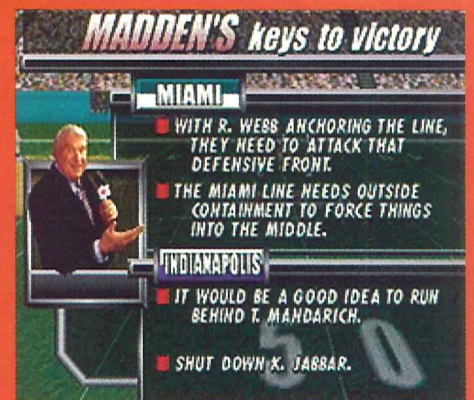 MADDEN'S keys to victory
MIAMI
WITH R. WEBB ANCHORING THE LINE,
THEY NEED TO ATTACK THAT
DEFENSIVE FRONT.
THE MIAMI LINE NEEDS OUTSIDE
CONTAINMENT TO FORCE THINGS
INTO THE MIDDLE.
INDIANAPOLIS
IT WOULD BE A GOOD IDEA TO RUN
BEHIND T. MANDARICH.
5 0
SHUT DOWN K. JABBAR.